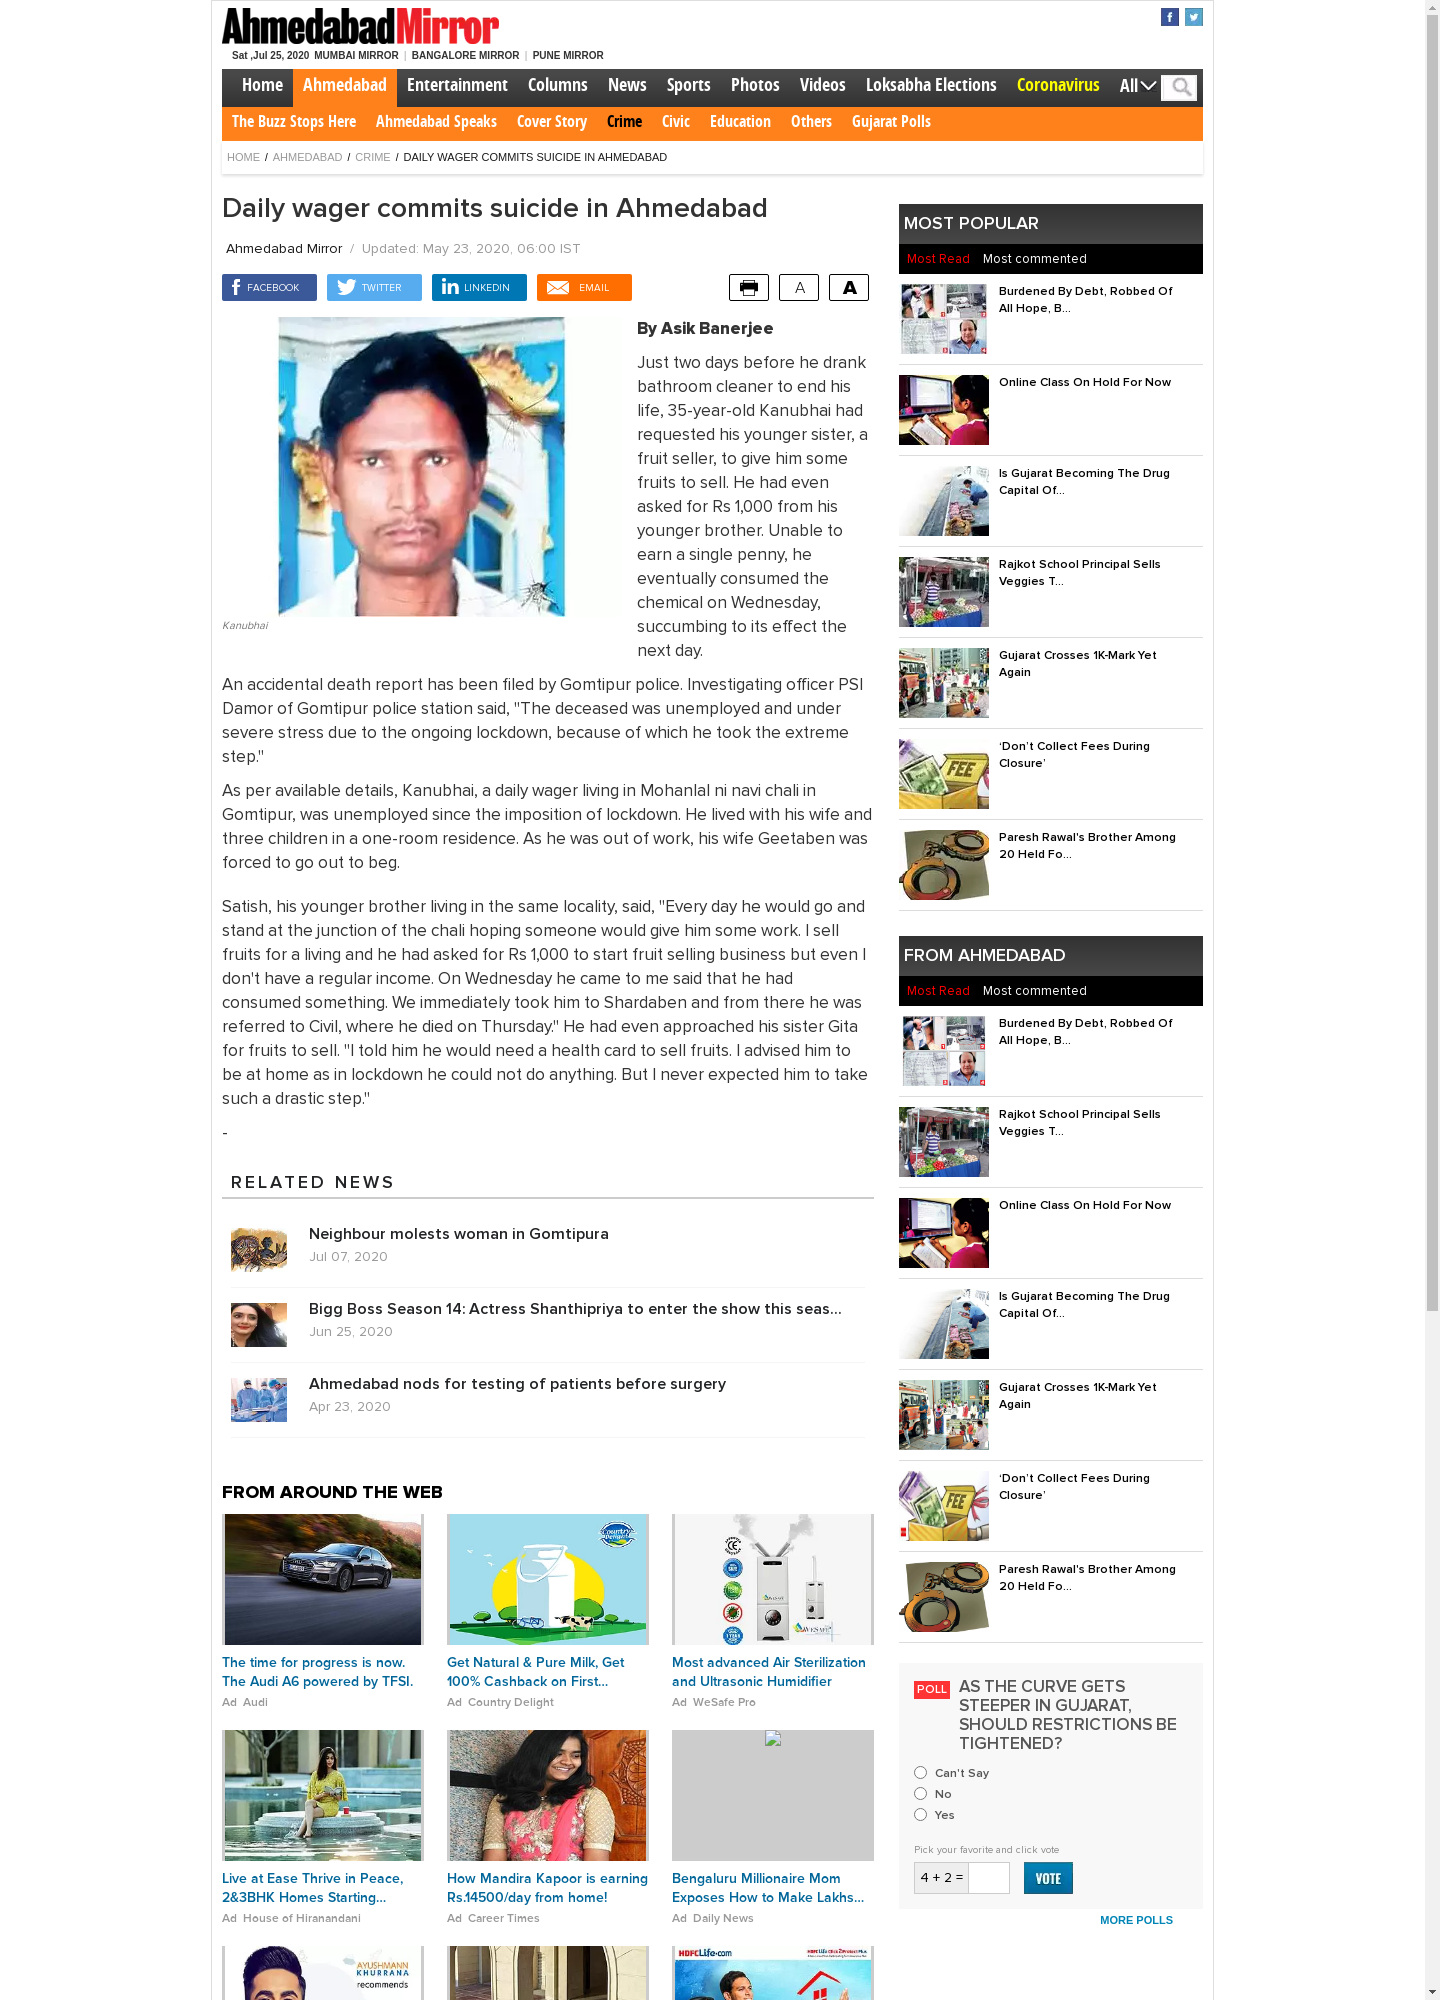 AhmedabadMirror
Sat ,Jul 25, 2020 MUMBAI MIRROR | BANGALORE MIRROR | PUNE MIRROR
Home Ahmedabad Entertainment Columns News Sports Photos Videos Loksabha Elections Coronavirus All
The Buzz Stops Here Ahmedabad Speaks Cover Story Crime Civic Education Others Gujarat Polls
HOME / AHMEDABAD / CRIME / DAILY WAGER COMMITS SUICIDE IN AHMEDABAD
Daily wager commits suicide in Ahmedabad
Ahmedabad Mirror / Updated: May 23, 2020, 06:00 IST
FACEBOOK TWITTER LINKEDIN EMAIL A A
By Asik Banerjee
Just two days before he drank
bathroom cleaner to end his
life, 35-year-old Kanubhai had
requested his younger sister, a
fruit seller, to give him some
fruits to sell. He had even
asked for Rs 1,000 from his
younger brother. Unable to
earn a single penny, he
eventually consumed the
chemical on Wednesday,
succumbing to its effect the
next day.
Kanubhai
An accidental death report has been filed by Gomtipur police. Investigating officer PSI
Damor of Gomtipur police station said, "The deceased was unemployed and under
severe stress due to the ongoing lockdown, because of which he took the extreme
step."
As per available details, Kanubhai, a daily wager living in Mohanlal ni navi chali in
Gomtipur, was unemployed since the imposition of lockdown. He lived with his wife and
three children in a one-room residence. As he was out of work, his wife Geetaben was
forced to go out to beg.
Satish, his younger brother living in the same locality, said, "Every day he would go and
stand at the junction of the chali hoping someone would give him some work. I sell
fruits for a living and he had asked for Rs 1,000 to start fruit selling business but even I
don't have a regular income. On Wednesday he came to me said that he had
consumed something. We immediately took him to Shardaben and from there he was
referred to Civil, where he died on Thursday." He had even approached his sister Gita
for fruits to sell. "I told him he would need a health card to sell fruits. I advised him to
be at home as in lockdown he could not do anything. But I never expected him to take
such a drastic step."
-
RELATED NEWS
Neighbour molests woman in Gomtipura
Jul 07, 2020
Bigg Boss Season 14: Actress Shanthipriya to enter the show this seas...
Jun 25, 2020
Ahmedabad nods for testing of patients before surgery
Apr 23, 2020
FROM AROUND THE WEB
Country Delight
The time for progress is now.
The Audi A6 powered by TFSI.
Ad Audi
Get Natural & Pure Milk, Get
100% Cashback on First...
Ad Country Delight
WeSafe
Most advanced Air Sterilization
and Ultrasonic Humidifier
Ad WeSafe Pro
Live at Ease Thrive in Peace,
2&3BHK Homes Starting...
Ad House of Hiranandani
How Mandira Kapoor is earning
Rs.14500/day from home!
Ad Career Times
Bengaluru Millionaire Mom
Exposes How to Make Lakhs...
Ad Daily News
AYUSHMANN
KHURRANA
recommends
HDFCLife.com
MOST POPULAR
Most Read Most commented
Burdened By Debt, Robbed Of
All Hope, B...
Online Class On Hold For Now
Is Gujarat Becoming The Drug
Capital Of...
Rajkot School Principal Sells
Veggies T...
Gujarat Crosses 1K-Mark Yet
Again
FEE
‘Don’t Collect Fees During
Closure’
Paresh Rawal's Brother Among
20 Held Fo...
FROM AHMEDABAD
Most Read Most commented
Burdened By Debt, Robbed Of
All Hope, B...
Rajkot School Principal Sells
Veggies T...
Online Class On Hold For Now
Is Gujarat Becoming The Drug
Capital Of...
Gujarat Crosses 1K-Mark Yet
Again
FEE
‘Don’t Collect Fees During
Closure’
Paresh Rawal's Brother Among
20 Held Fo...
POLL AS THE CURVE GETS
STEEPER IN GUJARAT,
SHOULD RESTRICTIONS BE
TIGHTENED?
Can't Say
No
Yes
Pick your favorite and click vote
4 + 2 = VOTE
MORE POLLS